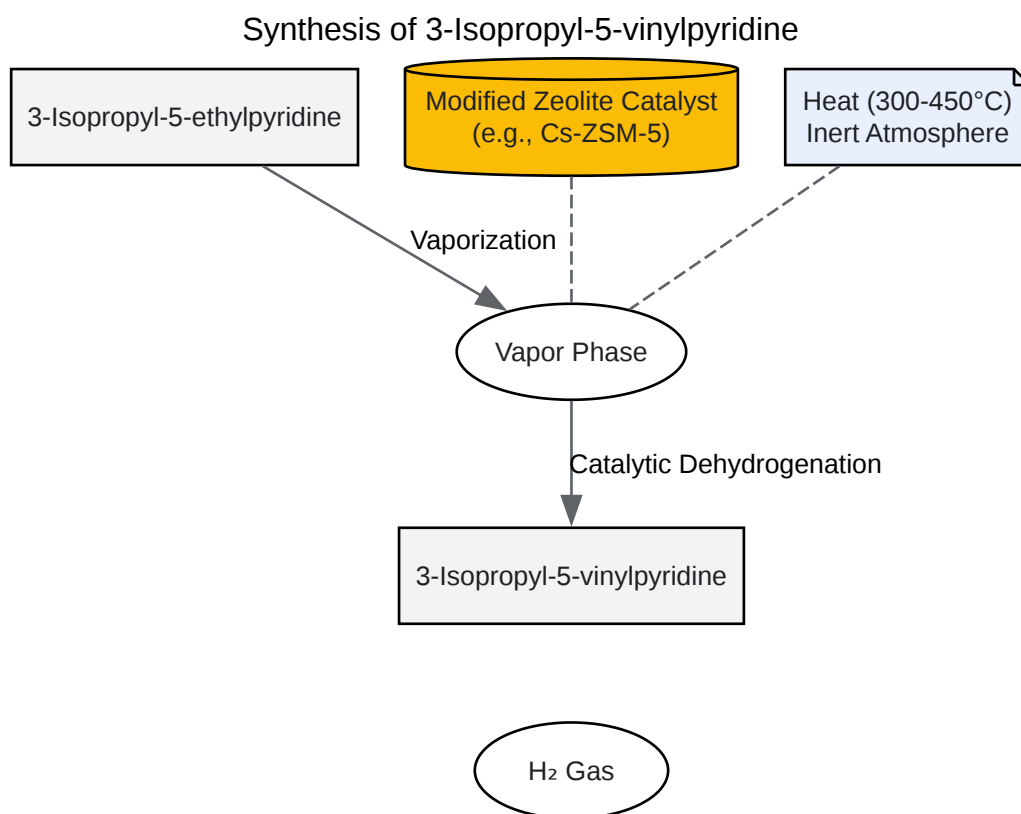 Synthesis of 3-Isopropyl-5-vinylpyridine
3-Isopropyl-5-ethylpyridine
Modified Zeolite Catalyst
(e.g., Cs-ZSM-5)
Heat (300-450°C)
Inert Atmosphere
Vaporization
Vapor Phase
Catalytic Dehydrogenation
3-Isopropyl-5-vinylpyridine
H₂ Gas